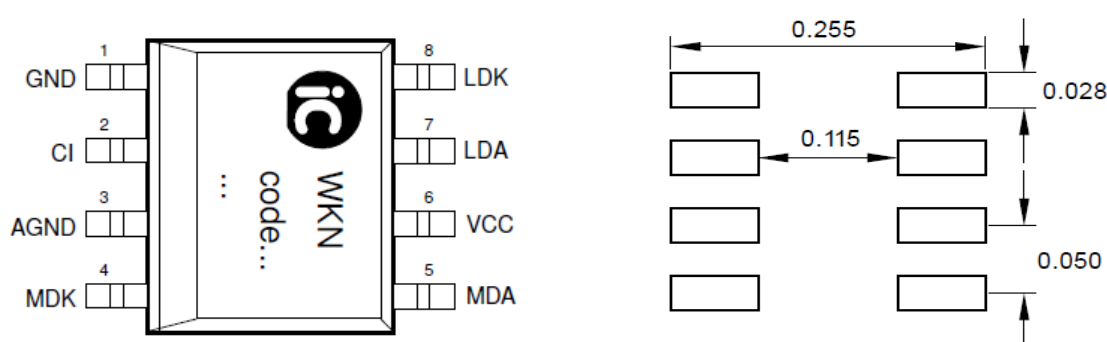 1
GND
2
CI
3
AGND
4
MDK
8
LDK
7
LDA
6
VCC
5
MDA
iC
WKN
code...
...
0.255
0.028
0.115
0.050